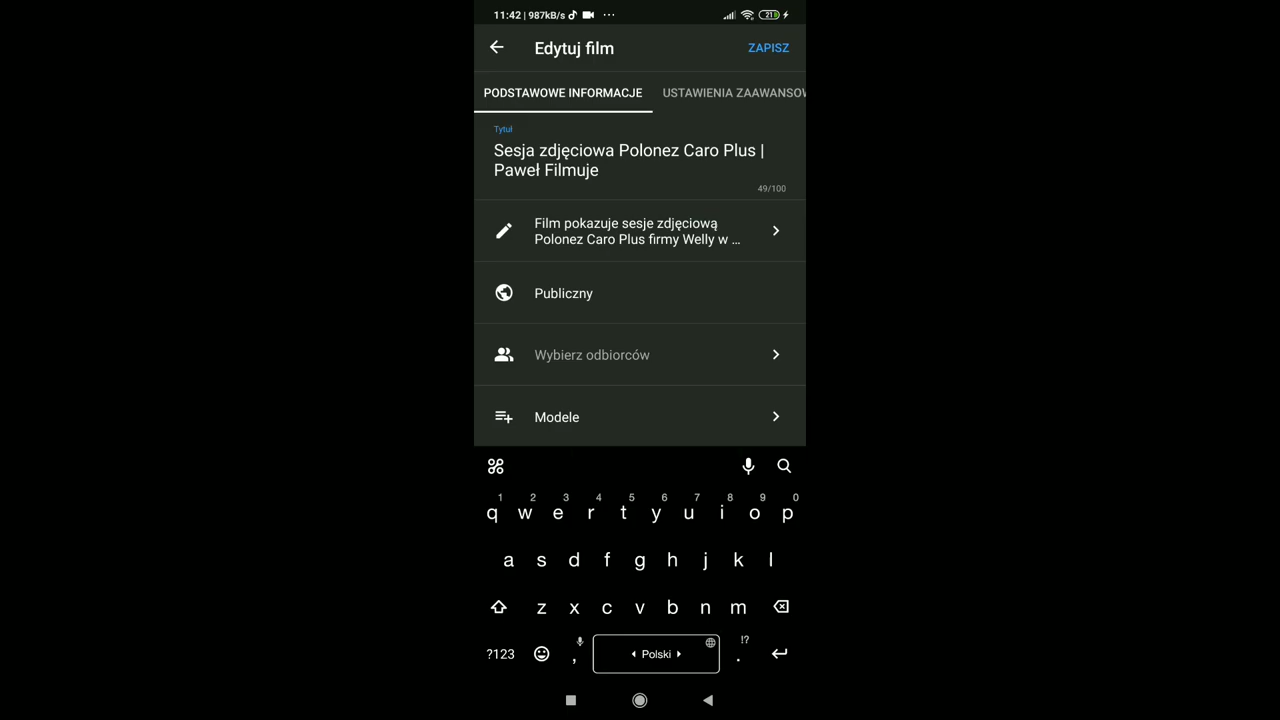 11:42 | 987kB/s ... 21
Edytuj film
ZAPISZ
PODSTAWOWE INFORMACJE
USTAWIENIA ZAAWANSOW
Tytuł
Sesja zdjęciowa Polonez Caro Plus |
Paweł Filmuje
49/100
Film pokazuje sesje zdjęciową
Polonez Caro Plus firmy Welly w ...
Publiczny
Wybierz odbiorców
Modele
1 2 3 4 5 6 7 8 9 0
q w e r t y u i o p
a s d f g h j k l
z x c v b n m
?123 , Polski . !?